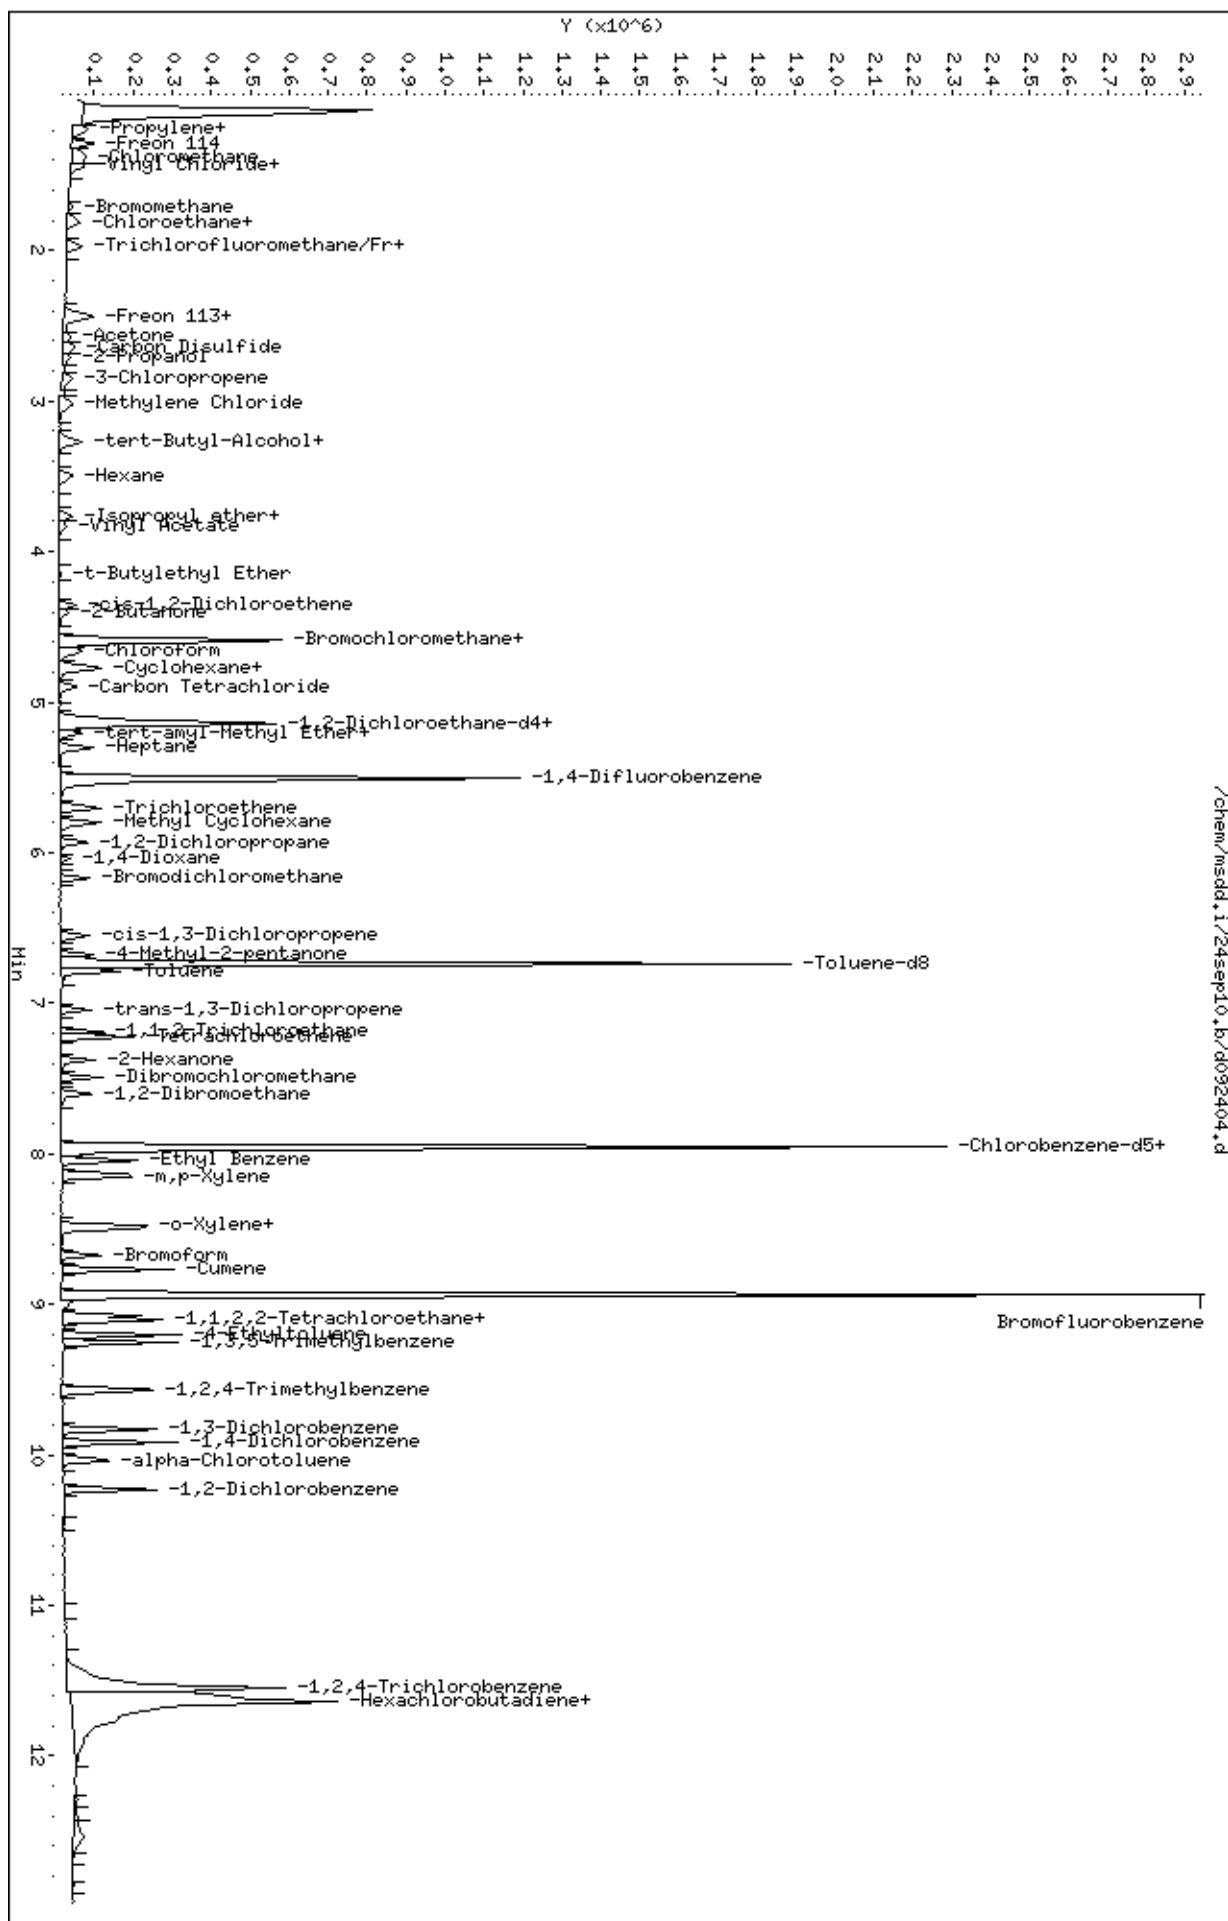 Y (x10^6)
0.1 0.2 0.3 0.4 0.5 0.6 0.7 0.8 0.9 1.0 1.1 1.2 1.3 1.4 1.5 1.6 1.7 1.8 1.9 2.0 2.1 2.2 2.3 2.4 2.5 2.6 2.7 2.8 2.9
-Propylene+
-Freon 114
-Chloromethane
-Vinyl Chloride+
-Bromomethane
-Chloroethane+
-Trichlorofluoromethane/Fr+
2
-Freon 113+
-Acetone
-Carbon Disulfide
-2-Propanol
-3-Chloropropene
-Methylene Chloride
3
-tert-Butyl-Alcohol+
-Hexane
-Isopropyl ether+
-Vinyl Acetate
4
-t-Butylethyl Ether
-cis-1,2-Dichloroethene
-2-Butanone
-Bromochloromethane+
-Chloroform
-Cyclohexane+
-Carbon Tetrachloride
5
-1,2-Dichloroethane-d4+
-tert-amyl-Methyl Ether+
-Heptane
-1,4-Difluorobenzene
-Trichloroethene
-Methyl Cyclohexane
-1,2-Dichloropropane
6
-1,4-Dioxane
-Bromodichloromethane
-cis-1,3-Dichloropropene
-4-Methyl-2-pentanone
-Toluene-d8
-Toluene
Min
7
-trans-1,3-Dichloropropene
-1,1,2-Trichloroethane
-Tetrachloroethene
-2-Hexanone
-Dibromochloromethane
-1,2-Dibromoethane
-Chlorobenzene-d5+
8
-Ethyl Benzene
-m,p-Xylene
-o-Xylene+
-Bromoform
-Cumene
9
Bromofluorobenzene
-1,1,2,2-Tetrachloroethane+
-4-Ethyltoluene
-1,3,5-Trimethylbenzene
-1,2,4-Trimethylbenzene
-1,3-Dichlorobenzene
-1,4-Dichlorobenzene
10
-alpha-Chlorotoluene
-1,2-Dichlorobenzene
11
-1,2,4-Trichlorobenzene
-Hexachlorobutadiene+
12
/chem/msdd.i/24sep10.b/d092404.d